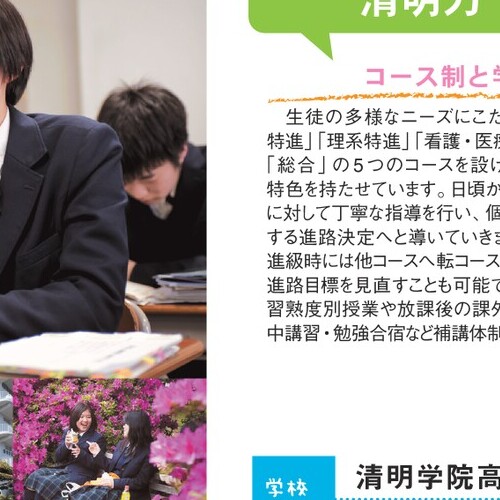 清明力
コース制と学
生徒の多様なニーズにこた
特進」「理系特進」「看護・医療
「総合」の5つのコースを設け
特色を持たせています。日頃か
に対して丁寧な指導を行い、個
する進路決定へと導いていきま
進級時には他コースへ転コース
進路目標を見直すことも可能で
習熟度別授業や放課後の課外
中講習・勉強合宿など補講体制
学校
清明学院高